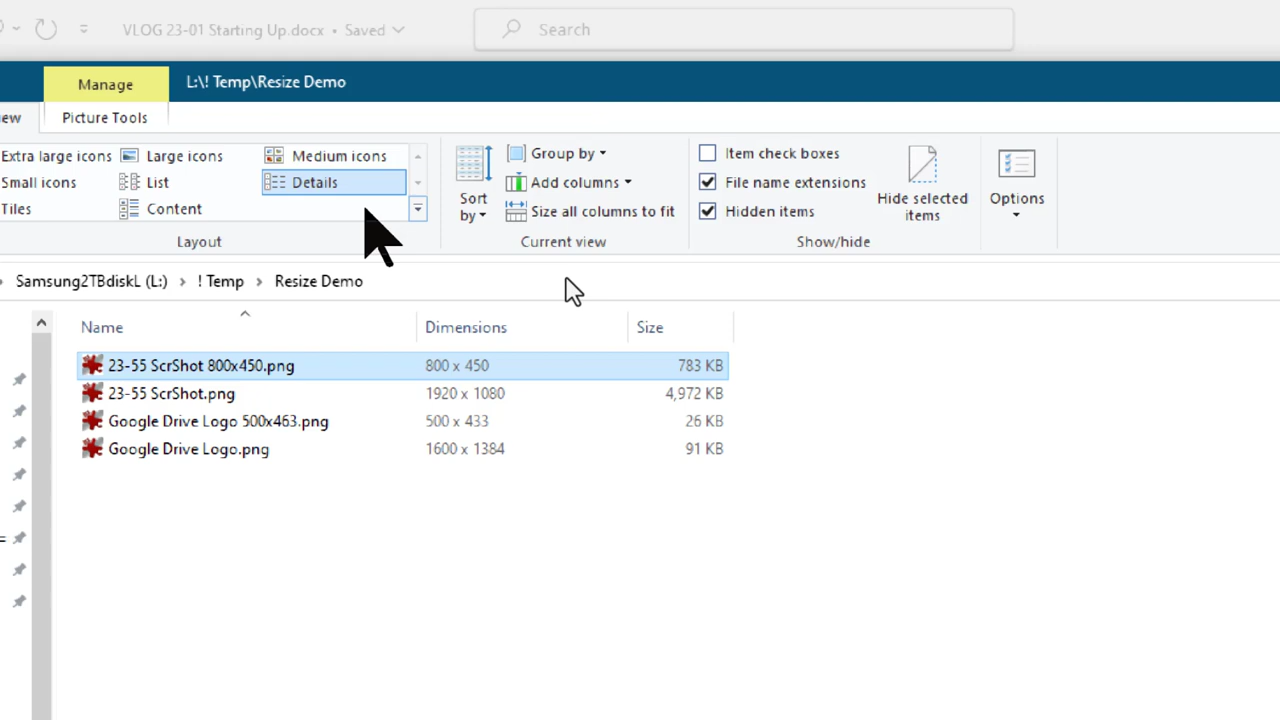 VLOG 23-01 Starting Up.docx • Saved
Search
Manage
L:\! Temp\Resize Demo
ew
Picture Tools
Extra large icons
Large icons
Medium icons
Small icons
List
Details
Tiles
Content
Layout
Sort by
Group by
Add columns
Size all columns to fit
Current view
Item check boxes
File name extensions
Hidden items
Hide selected items
Options
Show/hide
Samsung2TBdiskL (L:) > ! Temp > Resize Demo
Name Dimensions Size
23-55 ScrShot 800x450.png 800 x 450 783 KB
23-55 ScrShot.png 1920 x 1080 4,972 KB
Google Drive Logo 500x463.png 500 x 433 26 KB
Google Drive Logo.png 1600 x 1384 91 KB
=